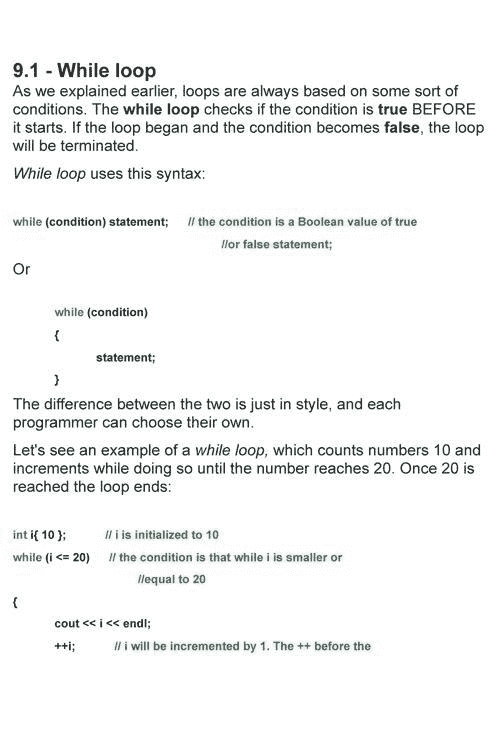 9.1 - While loop
As we explained earlier, loops are always based on some sort of
conditions. The while loop checks if the condition is true BEFORE
it starts. If the loop began and the condition becomes false, the loop
will be terminated.
While loop uses this syntax:
while (condition) statement; // the condition is a Boolean value of true
//or false statement;
Or
while (condition)
{
statement;
}
The difference between the two is just in style, and each
programmer can choose their own.
Let's see an example of a while loop, which counts numbers 10 and
increments while doing so until the number reaches 20. Once 20 is
reached the loop ends:
int i{ 10 }; // i is initialized to 10
while (i <= 20) // the condition is that while i is smaller or
//equal to 20
{
cout << i << endl;
++i; // i will be incremented by 1. The ++ before the